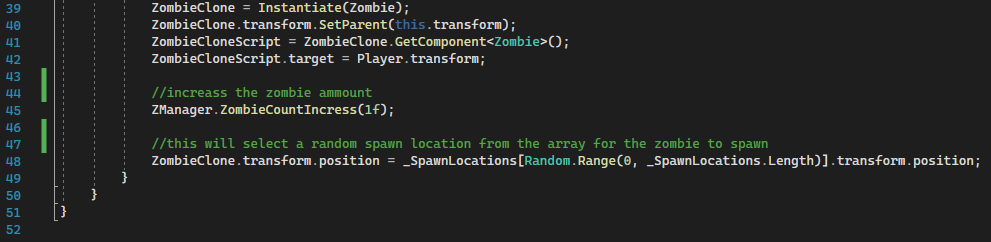 39 ZombieClone = Instantiate(Zombie);
40 ZombieClone.transform.SetParent(this.transform);
41 ZombieCloneScript = ZombieClone.GetComponent<Zombie>();
42 ZombieCloneScript.target = Player.transform;
43
44 //increass the zombie ammount
45 ZManager.ZombieCountIncress(1f);
46
47 //this will select a random spawn location from the array for the zombie to spawn
48 ZombieClone.transform.position = _SpawnLocations[Random.Range(0, _SpawnLocations.Length)].transform.position;
49 }
50 }
51 }
52